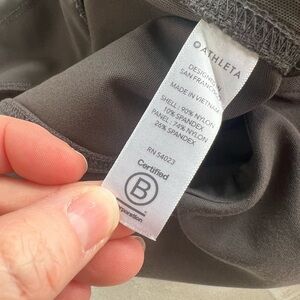 ATHLETA
DESIGNED IN
SAN FRANCISCO
MADE IN VIETNAM
SHELL: 90% NYLON
10% SPANDEX
PANEL: 74% NYLON
26% SPANDEX
RN 54023
Certified
B
Corporation